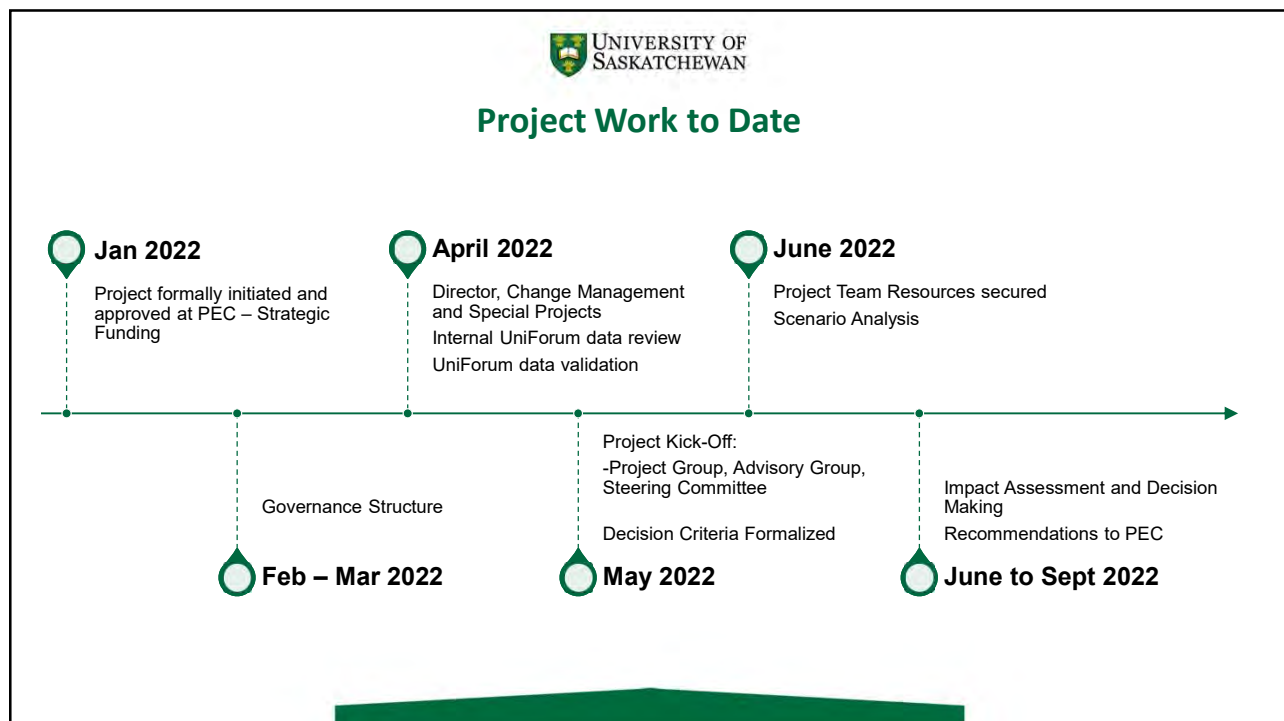 UNIVERSITY OF
SASKATCHEWAN
Project Work to Date
Jan 2022
Project formally initiated and
approved at PEC – Strategic
Funding
April 2022
Director, Change Management
and Special Projects
Internal UniForum data review
UniForum data validation
June 2022
Project Team Resources secured
Scenario Analysis
Governance Structure
Feb – Mar 2022
Project Kick-Off:
-Project Group, Advisory Group,
Steering Committee
Decision Criteria Formalized
May 2022
Impact Assessment and Decision
Making
Recommendations to PEC
June to Sept 2022